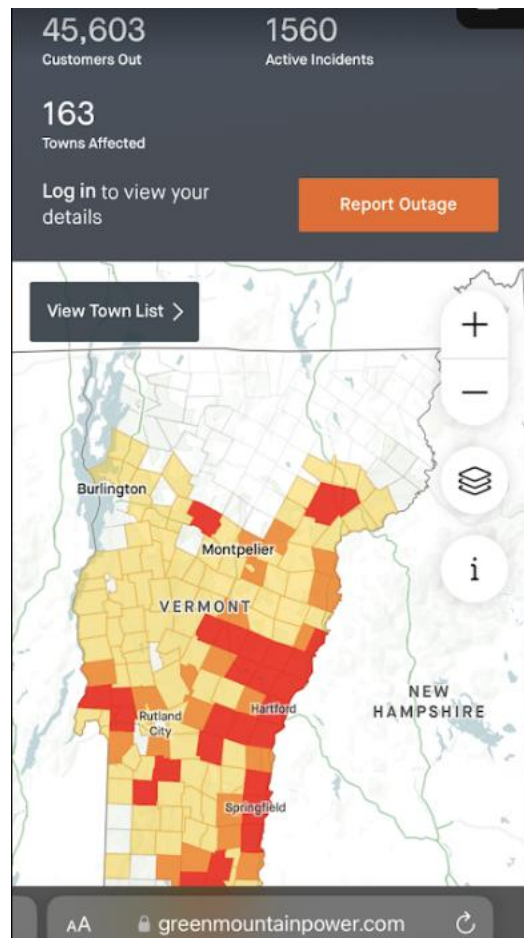 45,603
Customers Out
1560
Active Incidents
163
Towns Affected
Log in to view your
details
Report Outage
View Town List >
+
−
i
Burlington
Montpelier
VERMONT
NEW
HAMPSHIRE
Rutland
City
Hartford
Springfield
AA
greenmountainpower.com